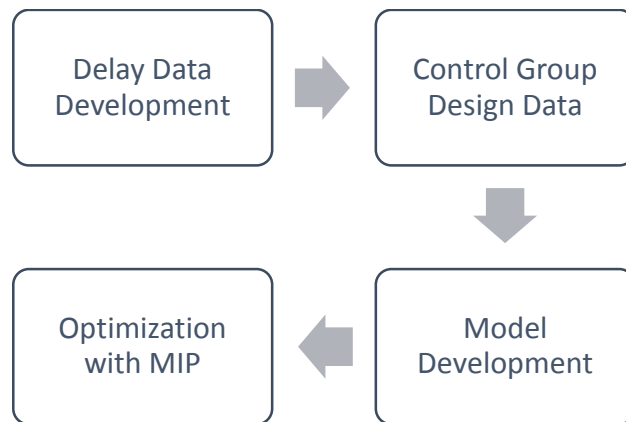 Delay Data
Development
Control Group
Design Data
Model
Development
Optimization
with MIP